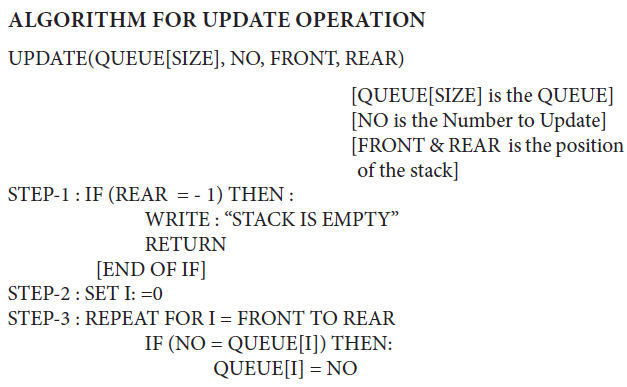 ALGORITHM FOR UPDATE OPERATION
UPDATE(QUEUE[SIZE], NO, FRONT, REAR)
[QUEUE[SIZE] is the QUEUE]
[NO is the Number to Update]
[FRONT & REAR is the position
of the stack]
STEP-1 : IF (REAR = - 1) THEN :
WRITE : “STACK IS EMPTY”
RETURN
[END OF IF]
STEP-2 : SET I: =0
STEP-3 : REPEAT FOR I = FRONT TO REAR
IF (NO = QUEUE[I]) THEN:
QUEUE[I] = NO